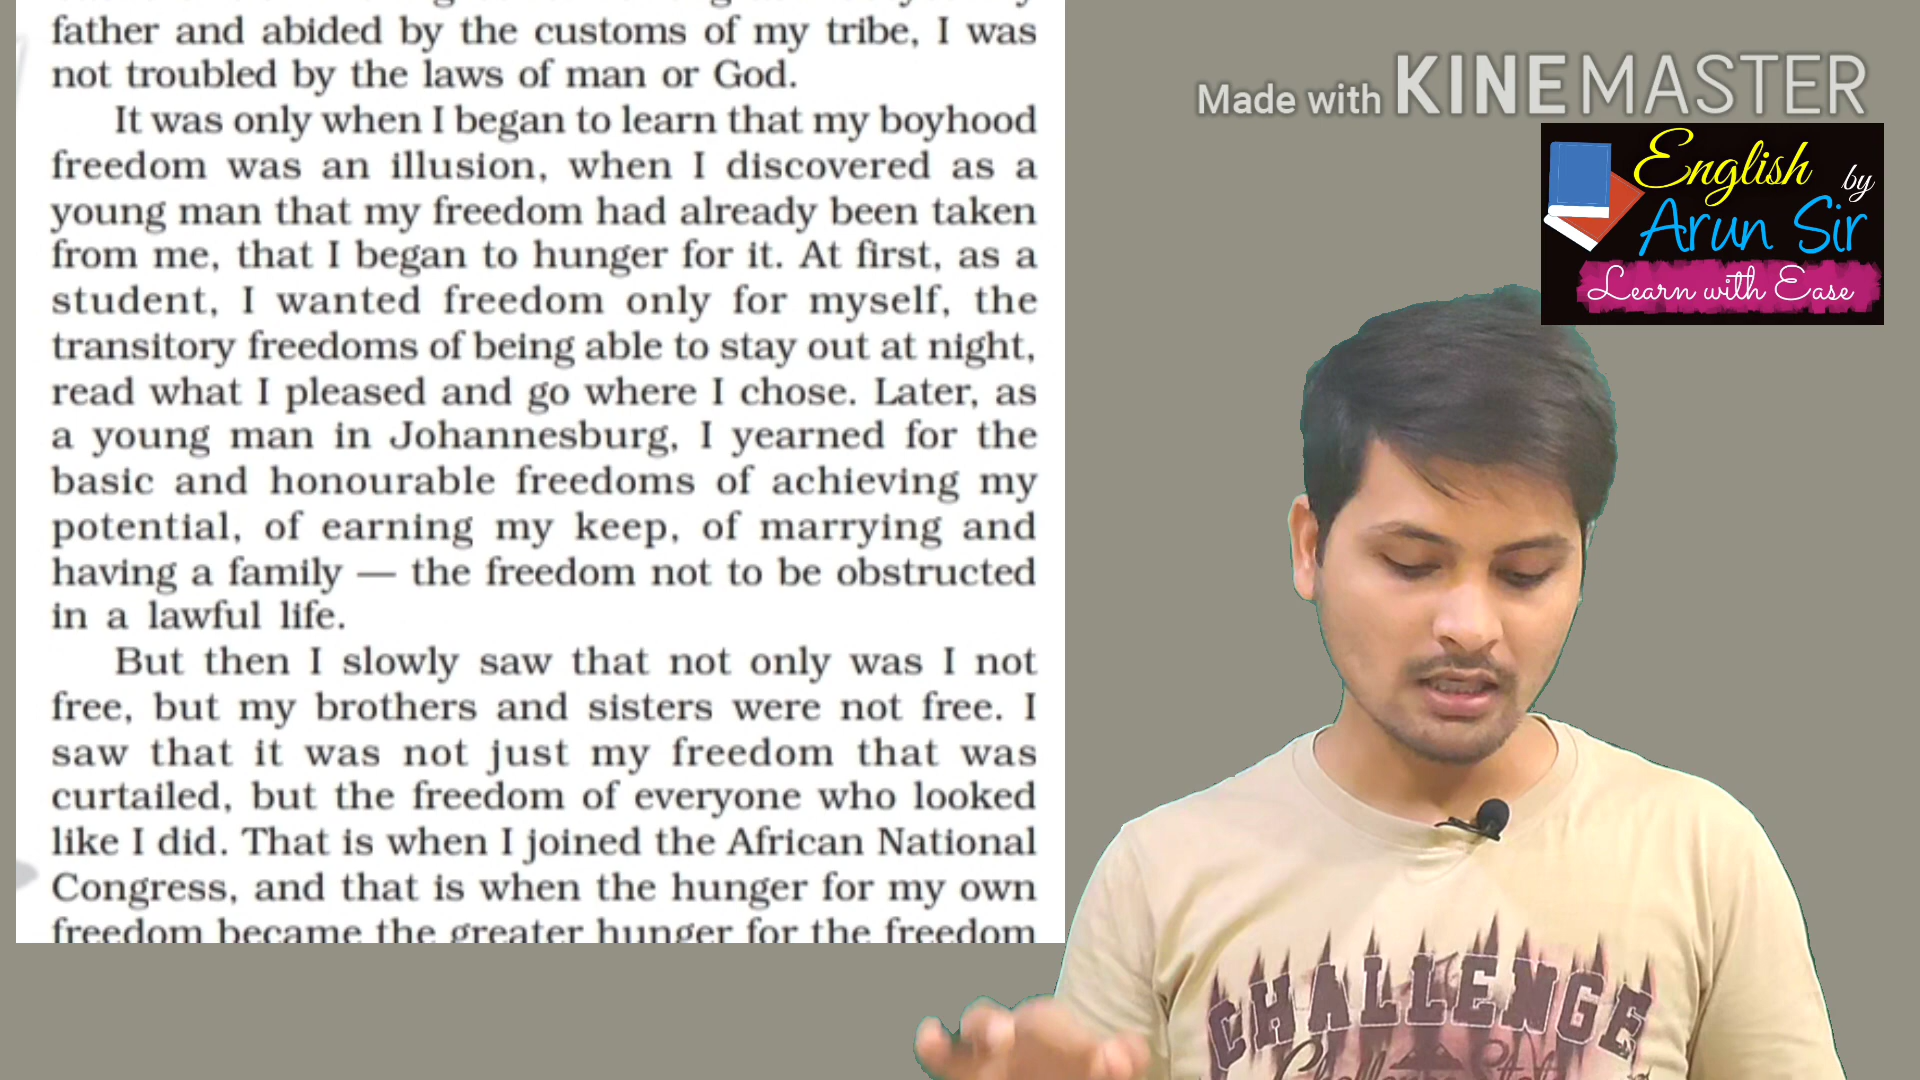 father and abided by the customs of my tribe, I was
not troubled by the laws of man or God.
It was only when I began to learn that my boyhood
freedom was an illusion, when I discovered as a
young man that my freedom had already been taken
from me, that I began to hunger for it. At first, as a
student, I wanted freedom only for myself, the
transitory freedoms of being able to stay out at night,
read what I pleased and go where I chose. Later, as
a young man in Johannesburg, I yearned for the
basic and honourable freedoms of achieving my
potential, of earning my keep, of marrying and
having a family — the freedom not to be obstructed
in a lawful life.
But then I slowly saw that not only was I not
free, but my brothers and sisters were not free. I
saw that it was not just my freedom that was
curtailed, but the freedom of everyone who looked
like I did. That is when I joined the African National
Congress, and that is when the hunger for my own
freedom became the greater hunger for the freedom
Made with KINEMASTER
English by
Arun Sir
Learn with Ease
CHALLENGE